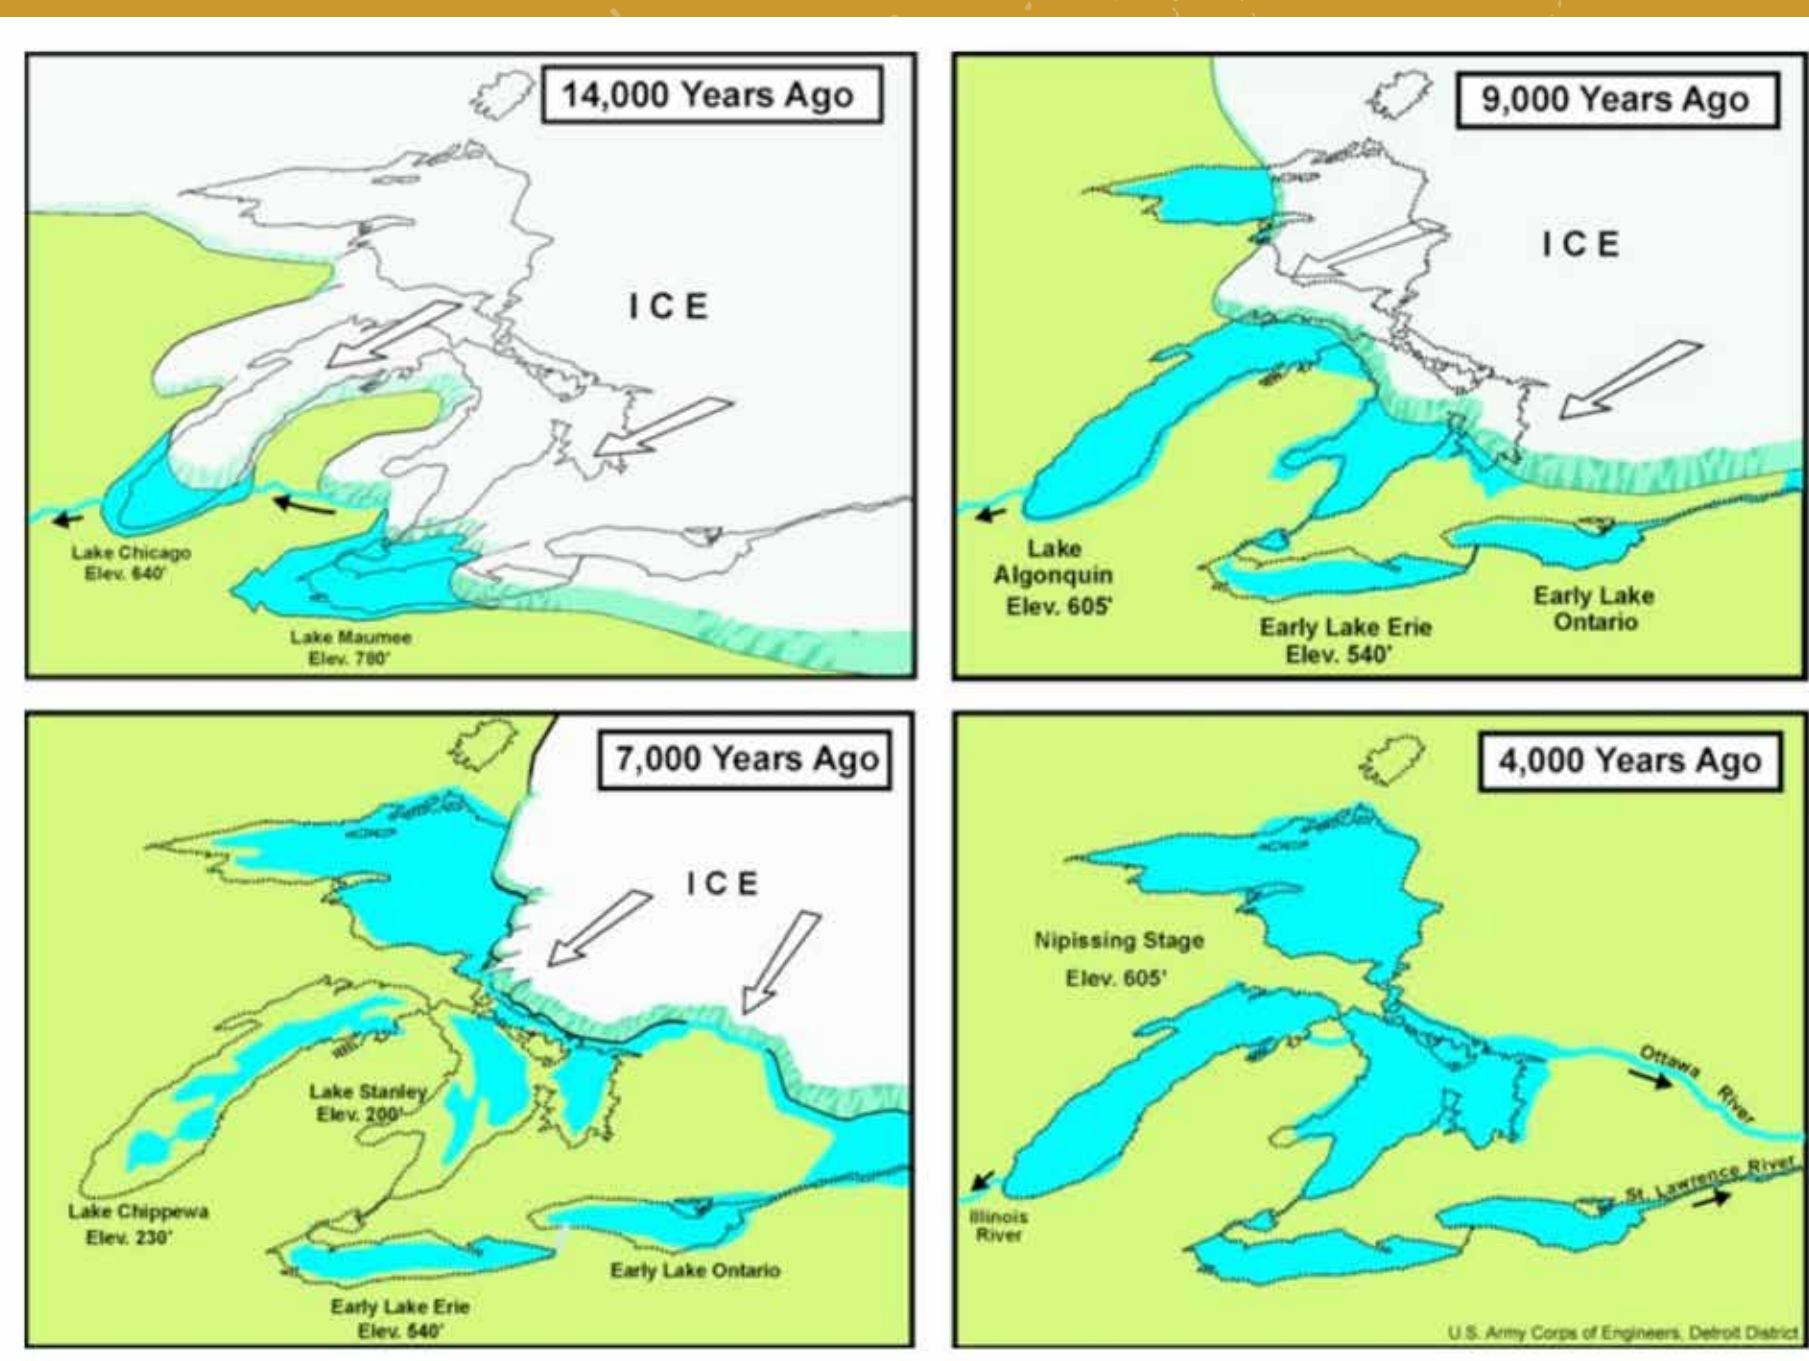 14,000 Years Ago
ICE
Lake Chicago
Elev. 640'
Lake Maumee
Elev. 780'
9,000 Years Ago
ICE
Lake
Algonquin
Elev. 605'
Early Lake Erie
Elev. 540'
Early Lake
Ontario
7,000 Years Ago
ICE
Lake Stanley
Elev. 200'
Lake Chippewa
Elev. 230'
Early Lake Ontario
Early Lake Erie
Elev. 540'
4,000 Years Ago
Nipissing Stage
Elev. 605'
Ottawa River
St. Lawrence River
Illinois
River
U.S. Army Corps of Engineers, Detroit District